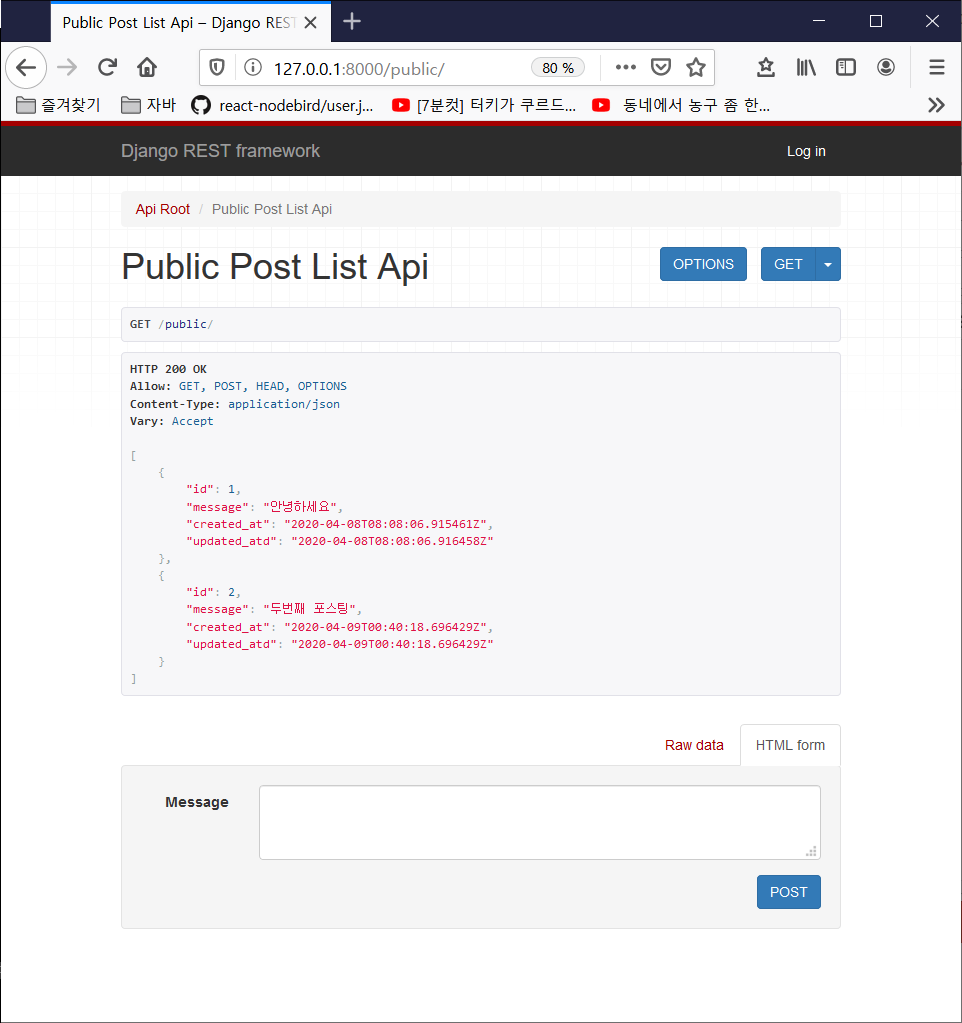 Public Post List Api – Django REST
127.0.0.1:8000/public/
80 %
즐겨찾기
자바
react-nodebird/user.j...
[7분컷] 터키가 쿠르드...
동네에서 농구 좀 한...
Django REST framework
Log in
Api Root / Public Post List Api
Public Post List Api
OPTIONS
GET
GET /public/
HTTP 200 OK
Allow: GET, POST, HEAD, OPTIONS
Content-Type: application/json
Vary: Accept
[
    {
        "id": 1,
        "message": "안녕하세요",
        "created_at": "2020-04-08T08:08:06.915461Z",
        "updated_atd": "2020-04-08T08:08:06.916458Z"
    },
    {
        "id": 2,
        "message": "두번째 포스팅",
        "created_at": "2020-04-09T00:40:18.696429Z",
        "updated_atd": "2020-04-09T00:40:18.696429Z"
    }
]
Raw data
HTML form
Message
POST